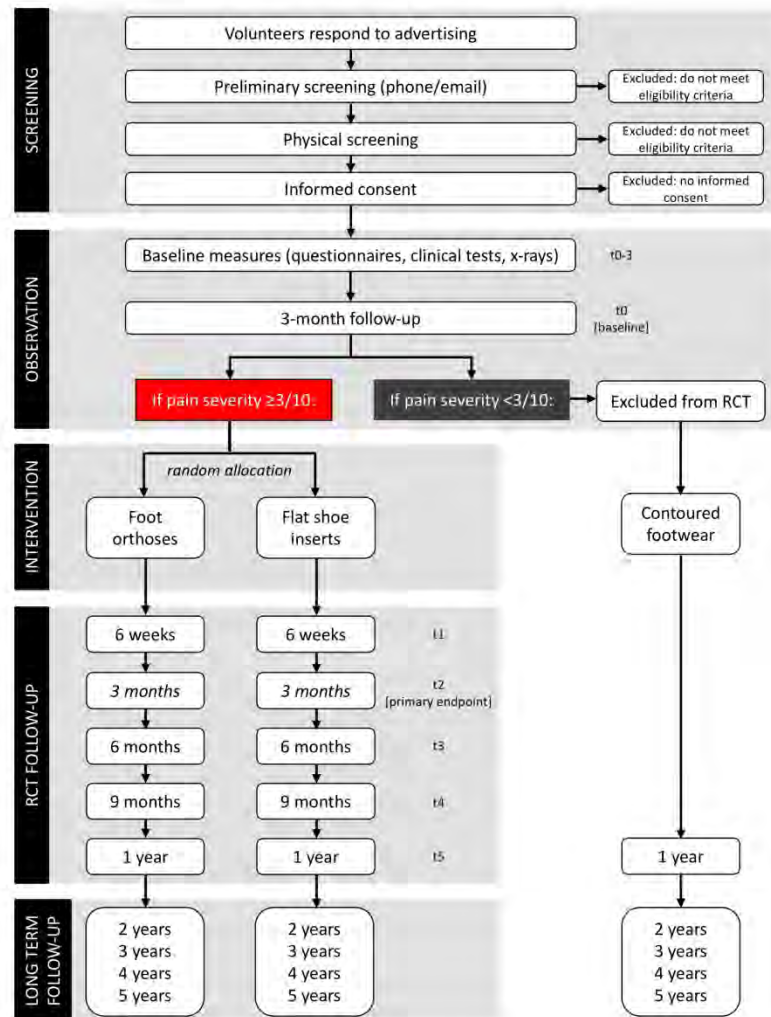 SCREENING
Volunteers respond to advertising
Preliminary screening (phone/email)
Excluded: do not meet
eligibility criteria
Physical screening
Excluded: do not meet
eligibility criteria
Informed consent
Excluded: no informed
consent
OBSERVATION
Baseline measures (questionnaires, clinical tests, x-rays)
t0-3
3-month follow-up
t0
[baseline]
If pain severity ≥3/10:
If pain severity <3/10:
Excluded from RCT
INTERVENTION
random allocation
Foot
orthoses
Flat shoe
inserts
Contoured
footwear
RCT FOLLOW-UP
6 weeks
6 weeks
t1
3 months
3 months
t2
[primary endpoint]
6 months
6 months
t3
9 months
9 months
t4
1 year
1 year
t5
1 year
LONG TERM
FOLLOW-UP
2 years
3 years
4 years
5 years
2 years
3 years
4 years
5 years
2 years
3 years
4 years
5 years